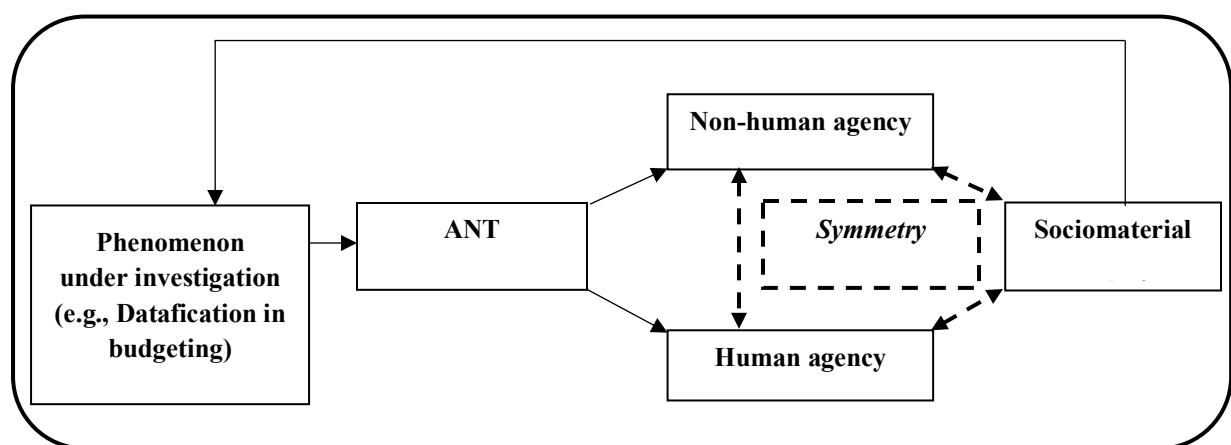 Non-human agency
Phenomenon
under investigation
(e.g., Datafication in
budgeting)
ANT
Symmetry
Sociomaterial
Human agency